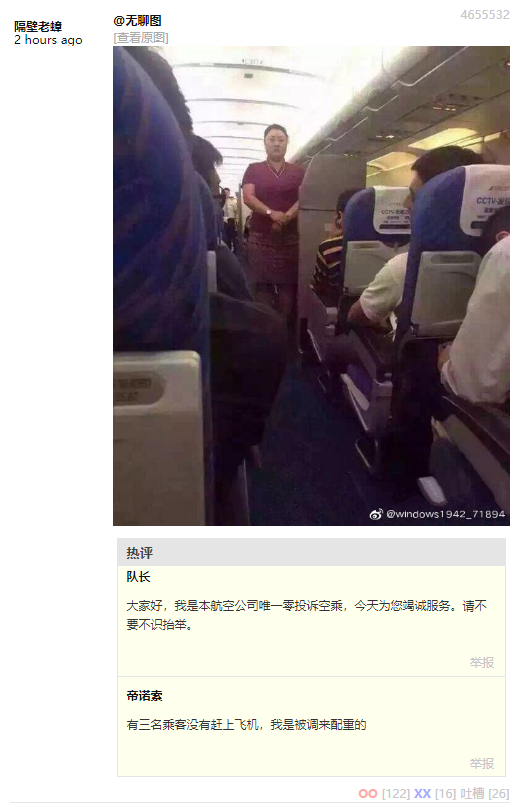 隔壁老蟑
2 hours ago
@无聊图
4655532
[查看原图]
CCTV
CCTV
@windows1942_71894
热评
队长
大家好，我是本航空公司唯一零投诉空乘，今天为您竭诚服务。请不
要不识抬举。
举报
帝诺索
有三名乘客没有赶上飞机，我是被调来配重的
举报
OO [122] XX [16] 吐槽 [26]